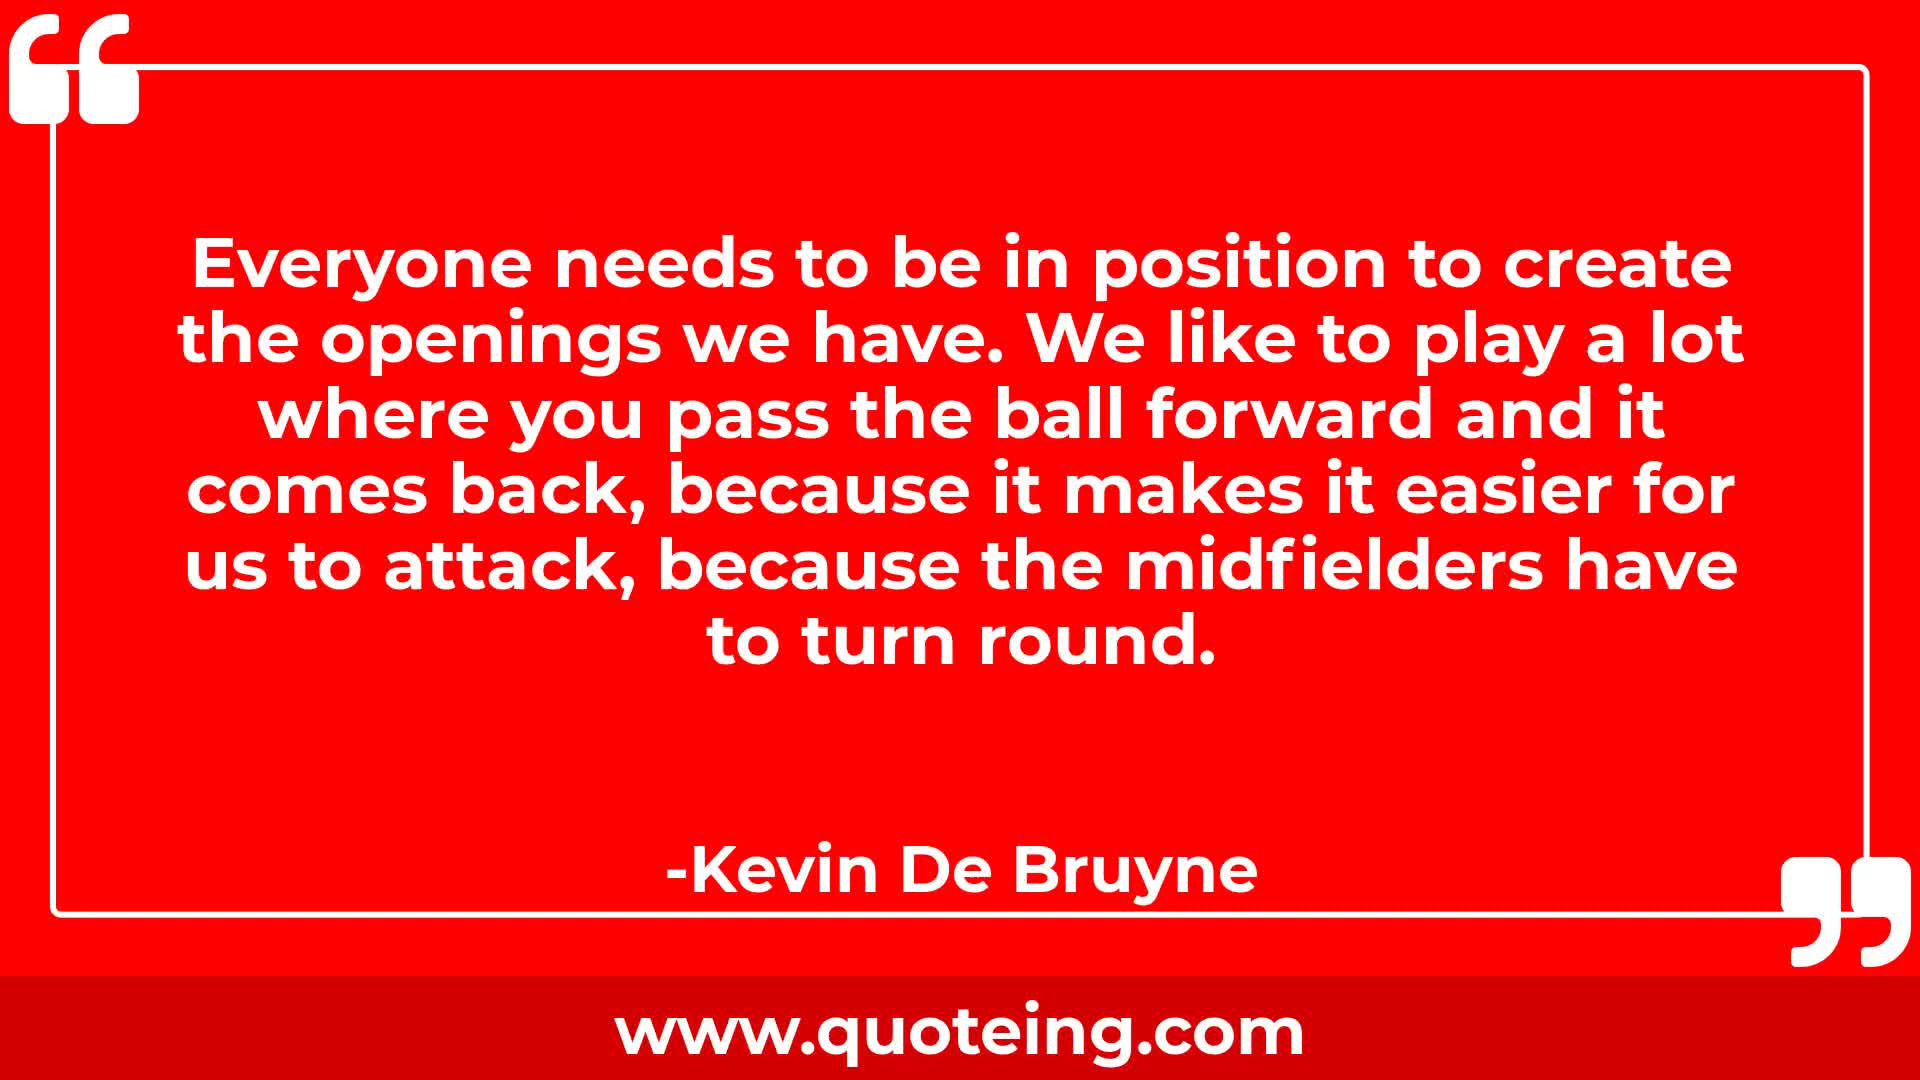 Everyone needs to be in position to create
the openings we have. We like to play a lot
where you pass the ball forward and it
comes back, because it makes it easier for
us to attack, because the midfielders have
to turn round.
-Kevin De Bruyne
www.quoteing.com